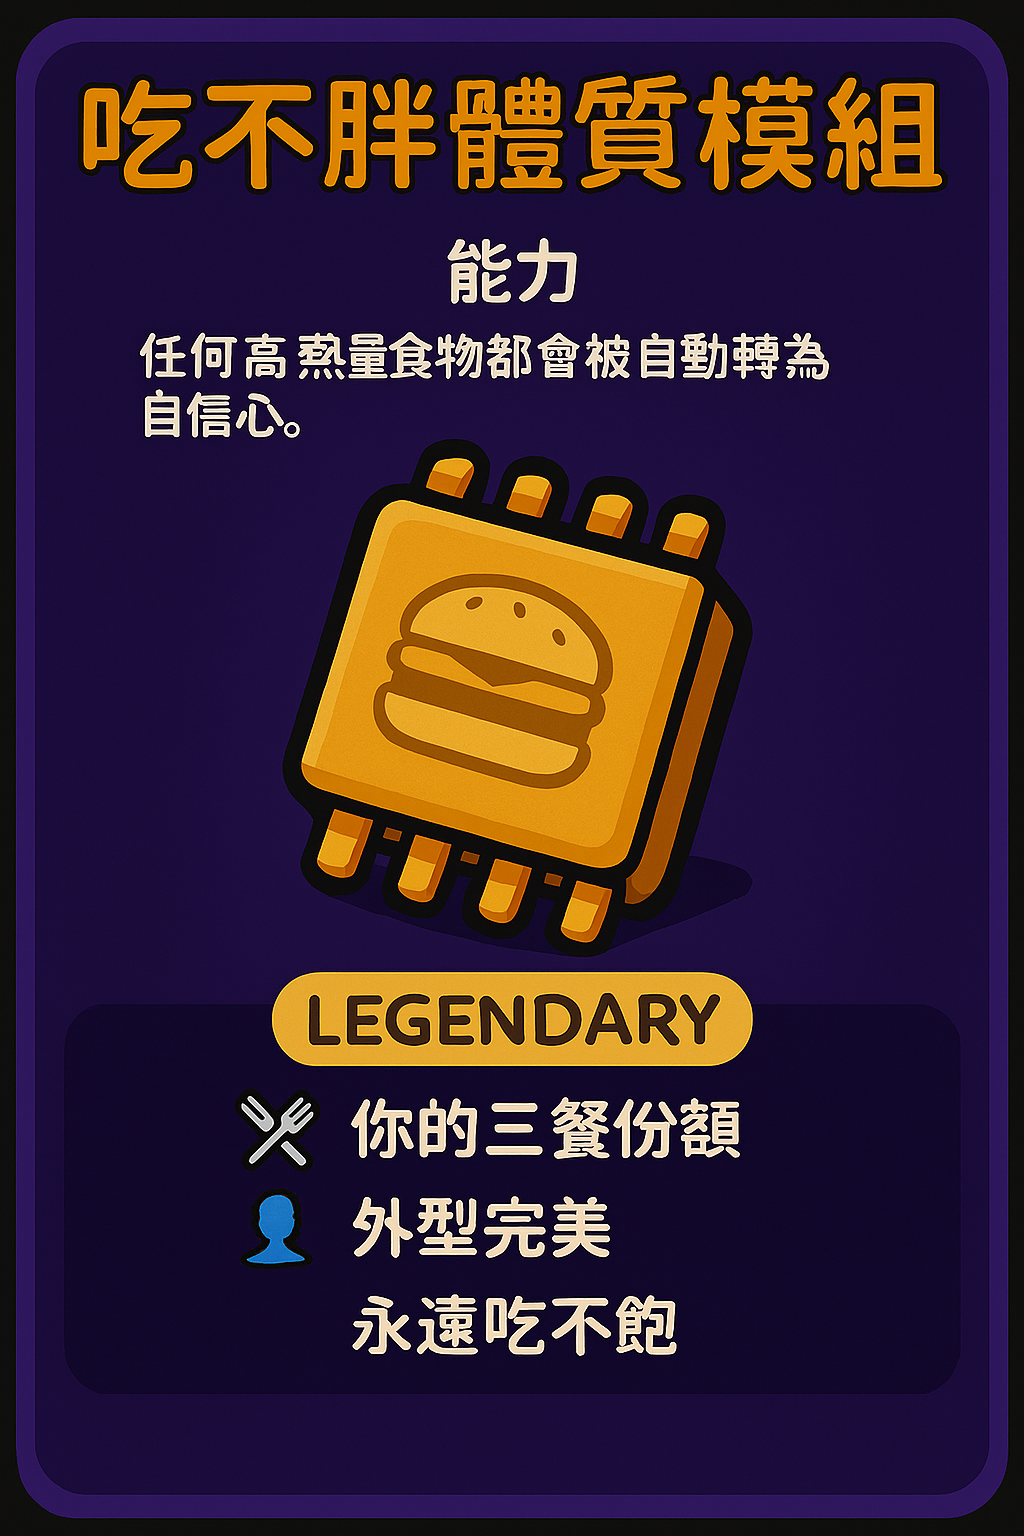 吃不胖體質模組
能力
任何高熱量食物都會被自動轉為
自信心。
LEGENDARY
你的三餐份額
外型完美
永遠吃不飽